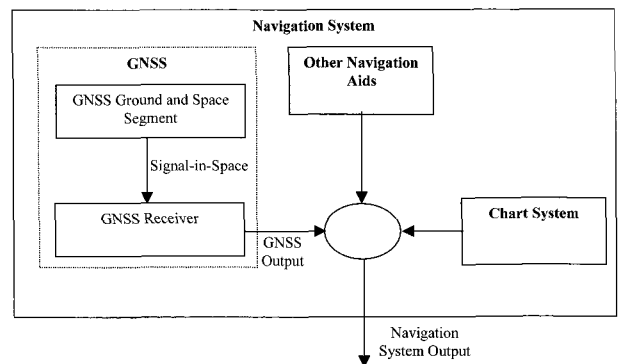 Navigation System
GNSS
GNSS Ground and Space
Segment
Signal-in-Space
GNSS Receiver
GNSS
Output
Other Navigation
Aids
Chart System
Navigation
System Output